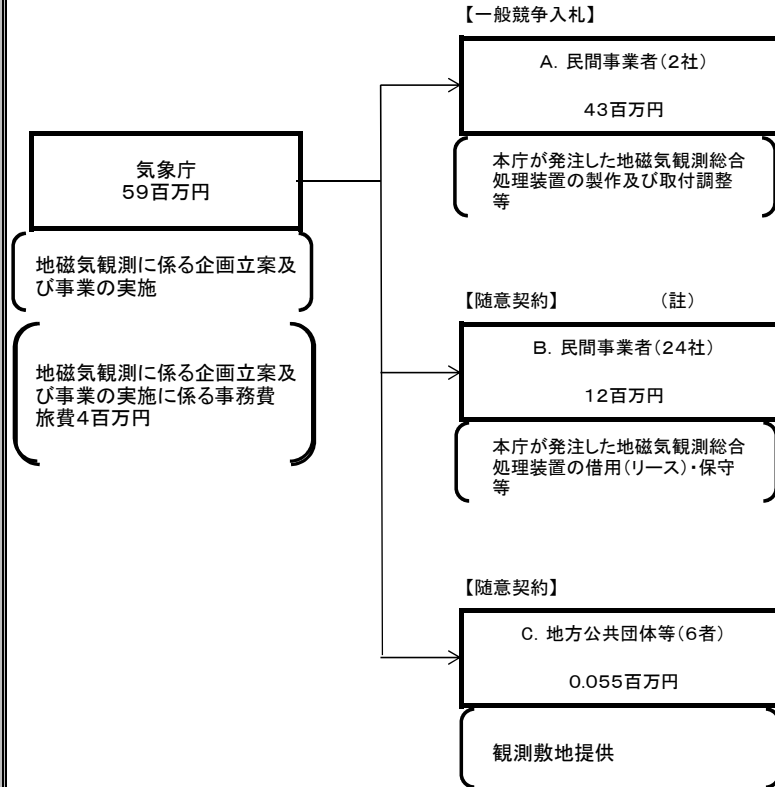 【一般競争入札】
A. 民間事業者(2社)
43百万円
本庁が発注した地磁気観測総合
処理装置の製作及び取付調整
等
気象庁
59百万円
地磁気観測に係る企画立案及
び事業の実施
地磁気観測に係る企画立案及
び事業の実施に係る事務費
旅費4百万円
【随意契約】 (註)
B. 民間事業者(24社)
12百万円
本庁が発注した地磁気観測総合
処理装置の借用(リース)・保守
等
【随意契約】
C. 地方公共団体等(6者)
0.055百万円
観測敷地提供